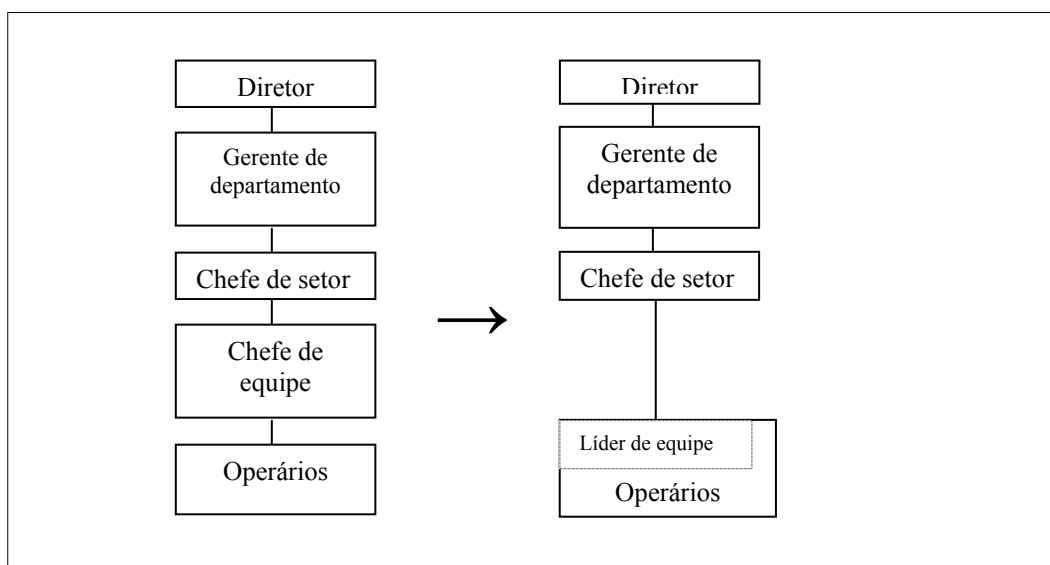 Diretor
Gerente de
departamento
Chefe de setor
Chefe de
equipe
Operários
Diretor
Gerente de
departamento
Chefe de setor
Líder de equipe
Operários